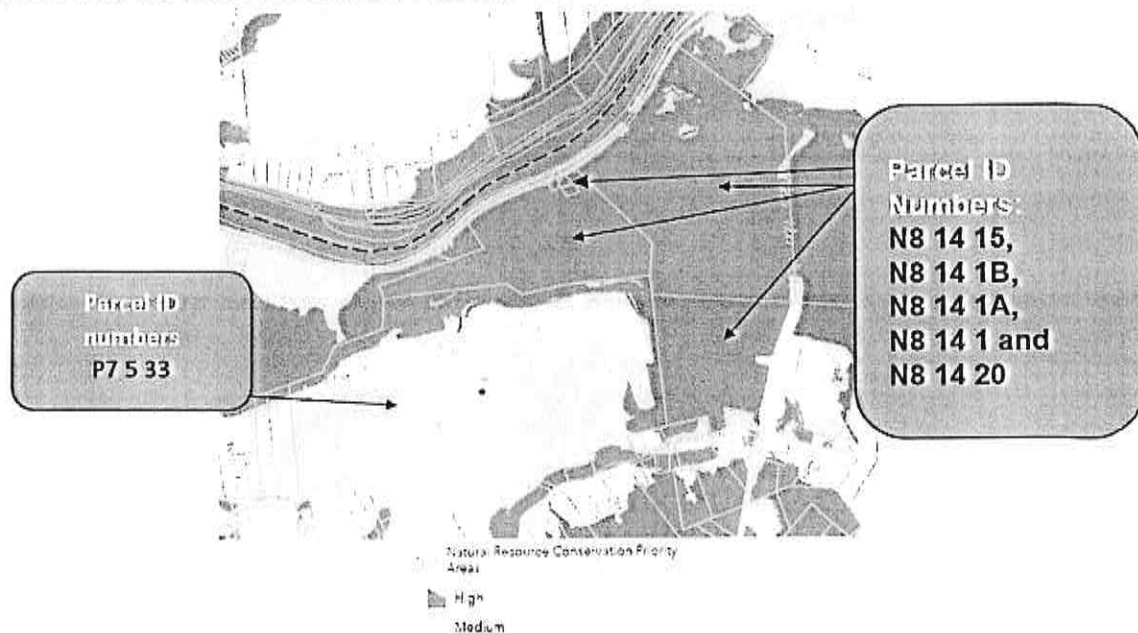 Parcel ID
numbers
P7 5 33
Parcel ID
Numbers:
N8 14 15,
N8 14 1B,
N8 14 1A,
N8 14 1 and
N8 14 20
Natural Resource Conservation Priority
Areas
High
Medium